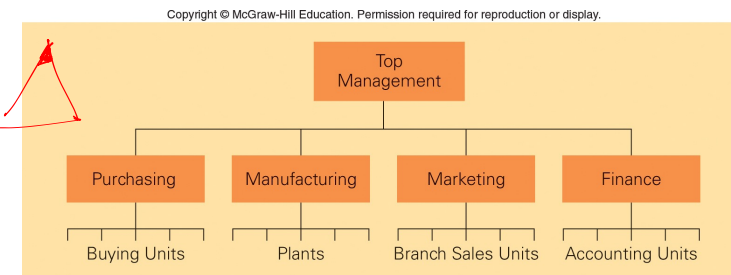 Copyright © McGraw-Hill Education. Permission required for reproduction or display.
Top
Management
Purchasing
Manufacturing
Marketing
Finance
Buying Units
Plants
Branch Sales Units
Accounting Units